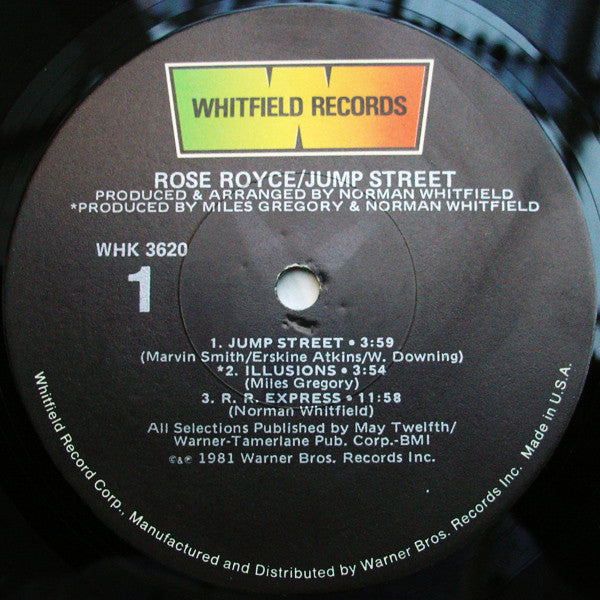 WHITFIELD RECORDS
ROSE ROYCE/JUMP STREET
PRODUCED & ARRANGED BY NORMAN WHITFIELD
*PRODUCED BY MILES GREGORY & NORMAN WHITFIELD
WHK 3620
1
1. JUMP STREET • 3:59
(Marvin Smith/Erskine Atkins/W. Downing)
*2. ILLUSIONS • 3:54
(Miles Gregory)
3. R. R. EXPRESS • 11:58
(Norman Whitfield)
All Selections Published by May Twelfth/
Warner-Tamerlane Pub. Corp.-BMI
©&℗ 1981 Warner Bros. Records Inc.
Whitfield Record Corp., Manufactured and Distributed by Warner Bros. Records Inc. Made in U.S.A.